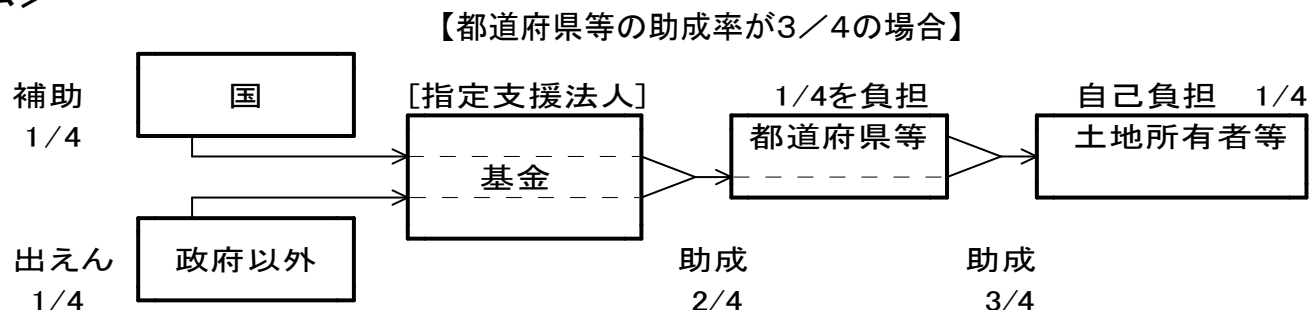 【都道府県等の助成率が3／4の場合】
補助
1/4
国
[指定支援法人]
基金
1/4を負担
都道府県等
自己負担 1/4
土地所有者等
出えん
1/4
政府以外
助成
2/4
助成
3/4